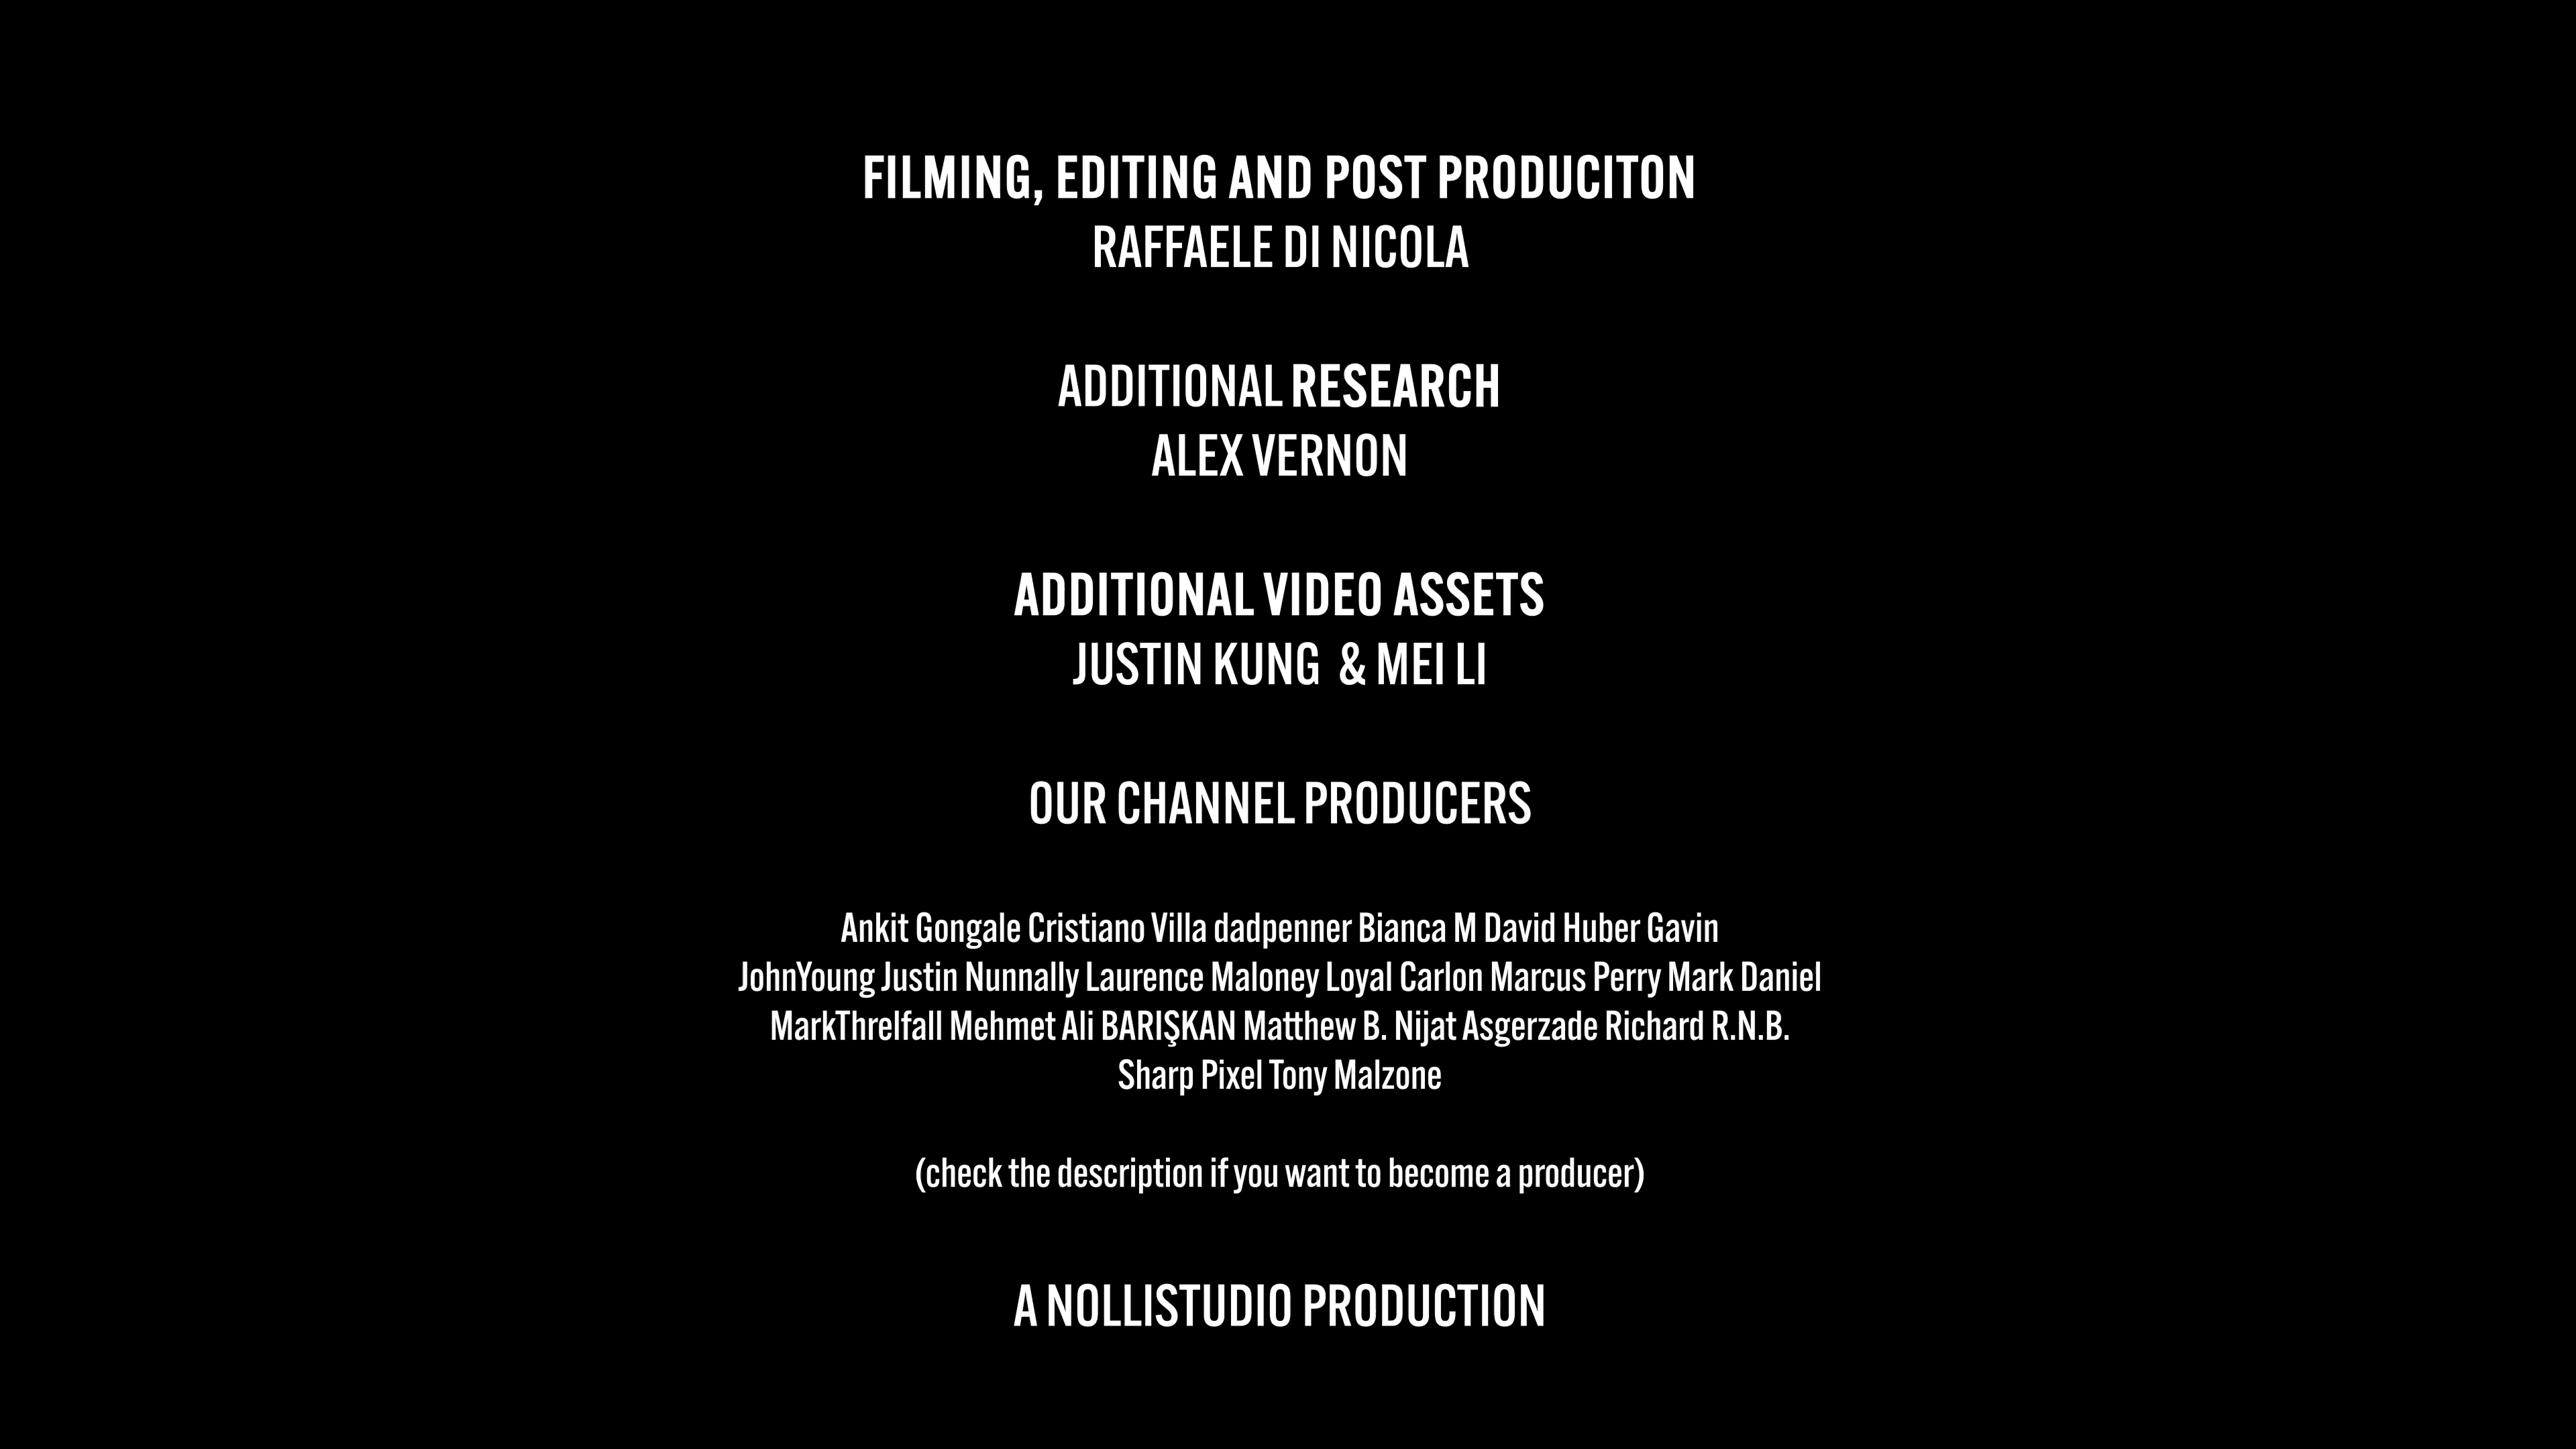 FILMING, EDITING AND POST PRODUCITON
RAFFAELE DI NICOLA
ADDITIONAL RESEARCH
ALEX VERNON
ADDITIONAL VIDEO ASSETS
JUSTIN KUNG & MEI LI
OUR CHANNEL PRODUCERS
Ankit Gongale Cristiano Villa dadpenner Bianca M David Huber Gavin
JohnYoung Justin Nunnally Laurence Maloney Loyal Carlon Marcus Perry Mark Daniel
MarkThrelfall Mehmet Ali BARIŞKAN Matthew B. Nijat Asgerzade Richard R.N.B.
Sharp Pixel Tony Malzone
(check the description if you want to become a producer)
A NOLLISTUDIO PRODUCTION